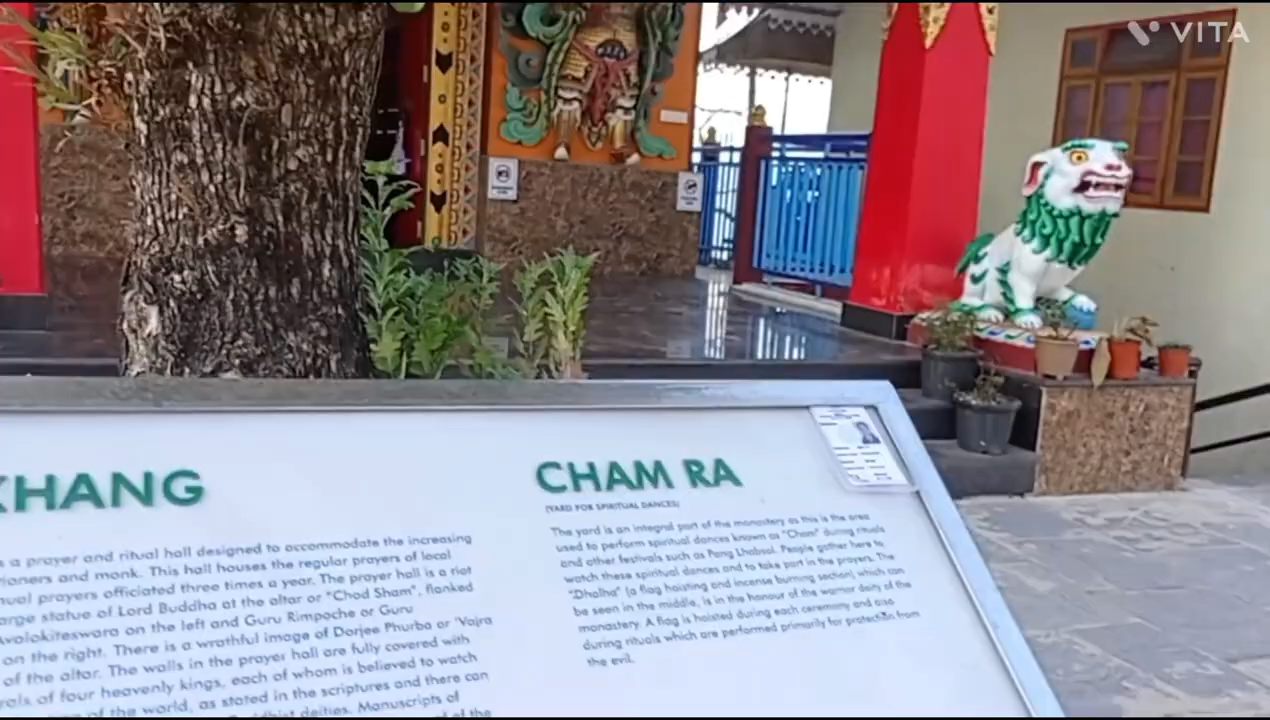 VITA
KHANG
a prayer and ritual hall designed to accommodate the increasing
and monk. This hall houses the regular prayers of local
prayers officiated three times a year. The prayer hall is a riot
statue of Lord Buddha at the altar or "Chod Sham", flanked
Avalokiteswara on the left and Guru Rimpoche or Guru
on the right. There is a wrathful image of Dorjee Phurba or 'Vajra
of the altar. The walls in the prayer hall are fully covered with
of four heavenly kings, each of whom is believed to watch
of the world, as stated in the scriptures and there can
deities. Manuscripts of
of the
CHAM RA
(YARD FOR SPIRITUAL DANCES)
The yard is an integral part of the monastery as this is the area
used to perform spiritual dances known as "Cham" during rituals
and other festivals such as Pang Lhabsol. People gather here to
watch these spiritual dances and to take part in the prayers. The
"Dholha" (a flag hoisting and incense burning section) which can
be seen in the middle, is in the honour of the warrior deity of the
monastery. A flag is hoisted during each ceremony and also
during rituals which are performed primarily for protection from
the evil.